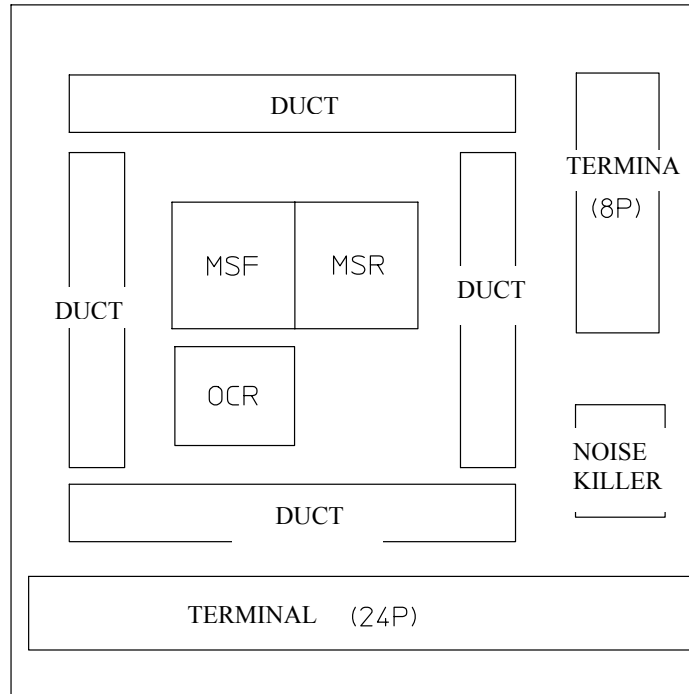 DUCT
TERMINA
(8P)
MSF
MSR
DUCT
DUCT
OCR
NOISE
KILLER
DUCT
TERMINAL (24P)